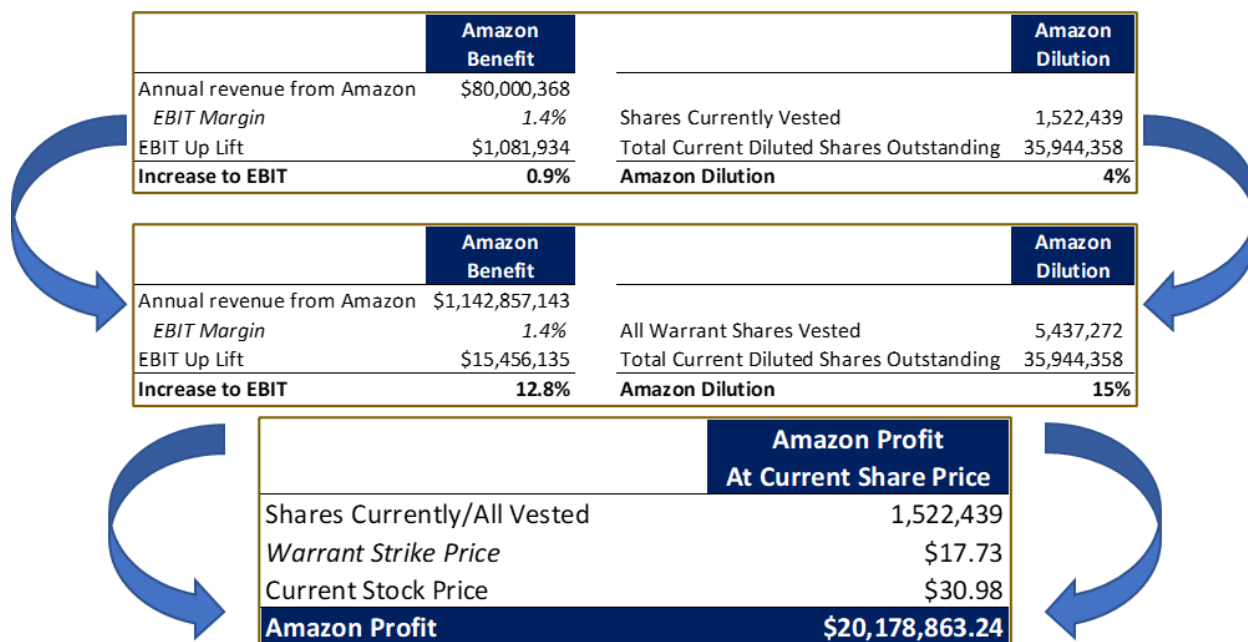 Amazon Benefit Amazon Dilution
Annual revenue from Amazon $80,000,368
EBIT Margin 1.4% Shares Currently Vested 1,522,439
EBIT Up Lift $1,081,934 Total Current Diluted Shares Outstanding 35,944,358
Increase to EBIT 0.9% Amazon Dilution 4%
Amazon Benefit Amazon Dilution
Annual revenue from Amazon $1,142,857,143
EBIT Margin 1.4% All Warrant Shares Vested 5,437,272
EBIT Up Lift $15,456,135 Total Current Diluted Shares Outstanding 35,944,358
Increase to EBIT 12.8% Amazon Dilution 15%
Amazon Profit
At Current Share Price
Shares Currently/All Vested 1,522,439
Warrant Strike Price $17.73
Current Stock Price $30.98
Amazon Profit $20,178,863.24